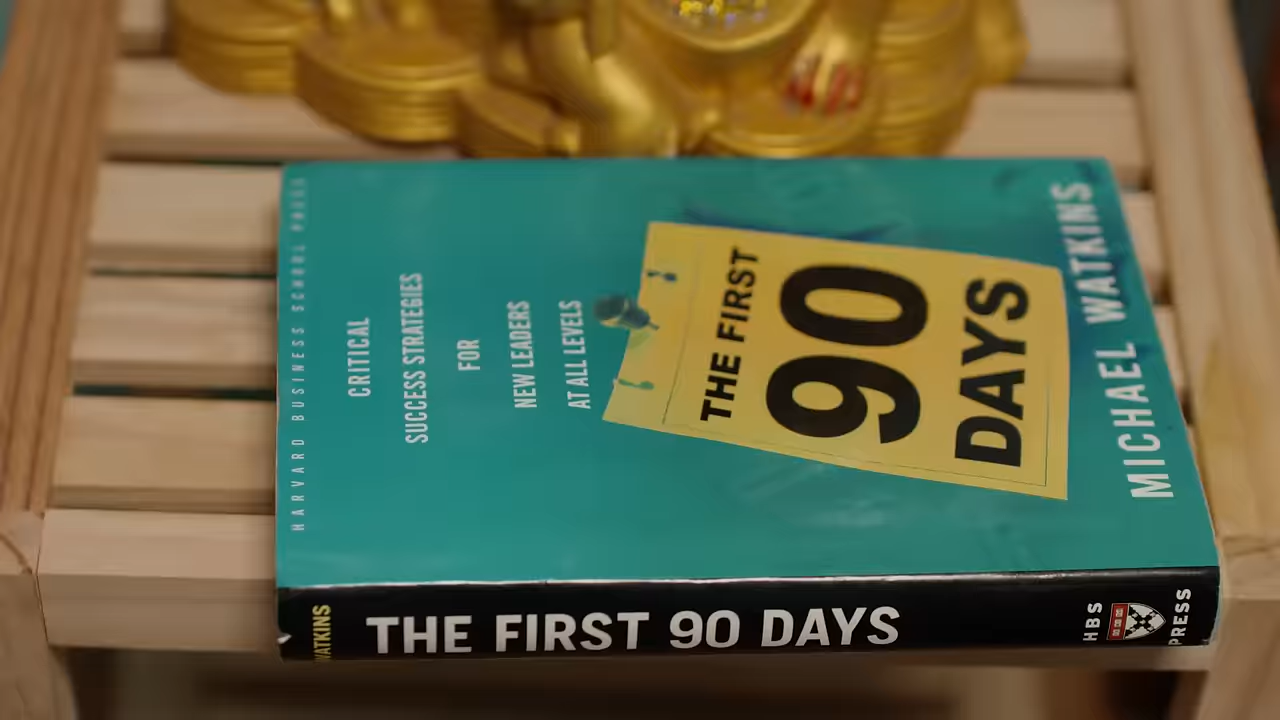 HARVARD BUSINESS SCHOOL PRESS
CRITICAL
SUCCESS STRATEGIES
FOR
NEW LEADERS
AT ALL LEVELS
THE FIRST
90
DAYS
MICHAEL WATKINS
WATKINS
THE FIRST 90 DAYS
HBS
PRESS